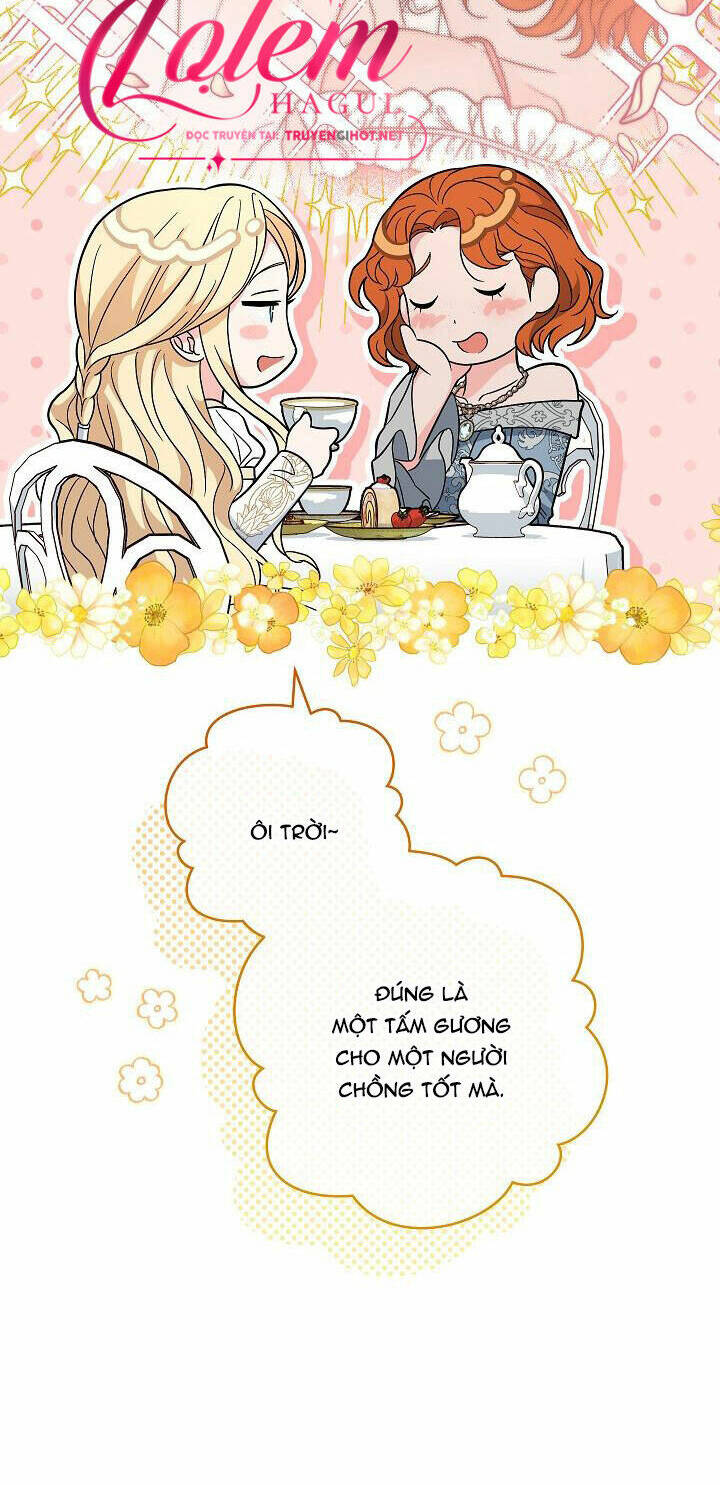 Lọlem
HAGUL
ĐỌC TRUYỆN TẠI: TRUYENGIHOT.NET
ÔI TRỜI~
ĐÚNG LÀ
MỘT TẤM GƯƠNG
CHO MỘT NGƯỜI
CHỒNG TỐT MÀ.